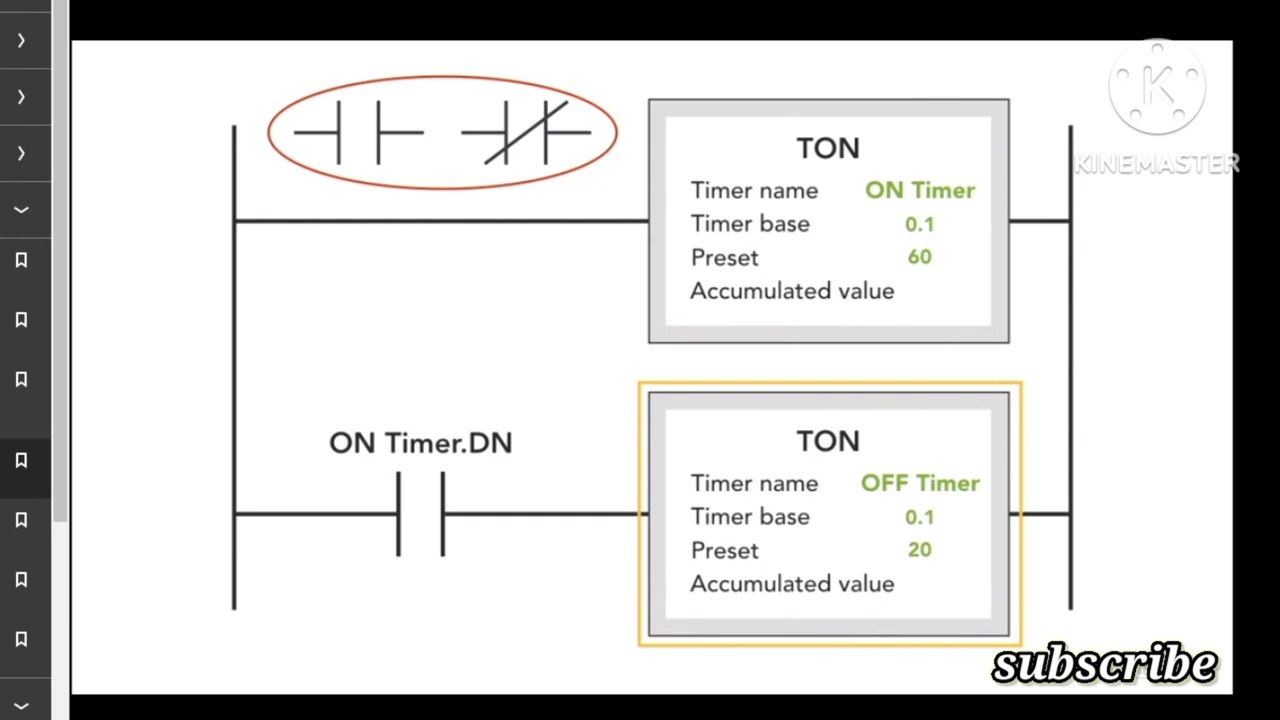 KINEMASTER
TON
Timer name ON Timer
Timer base 0.1
Preset 60
Accumulated value
ON Timer.DN
TON
Timer name OFF Timer
Timer base 0.1
Preset 20
Accumulated value
subscribe